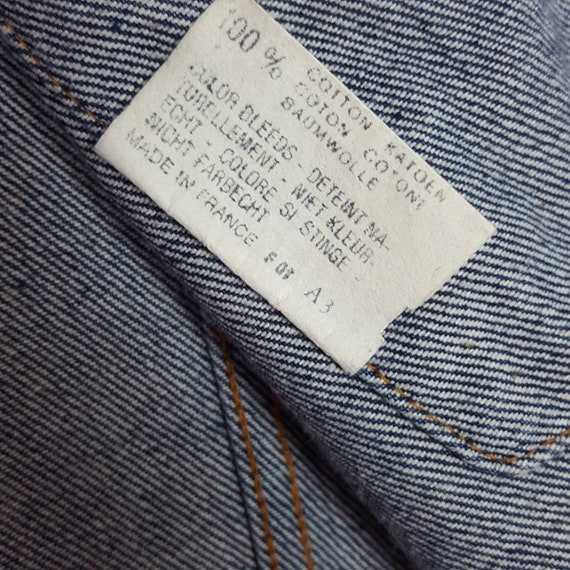 100 % COTTON KATOEN
COTON COTONE
BAUMWOLLE
COLOR BLEEDS - DETEINT NA-
TURELLEMENT - NIET KLEUR-
ECHT - COLORE SI STINGE -
NICHT FARBECHT
MADE IN FRANCE F 07 A3